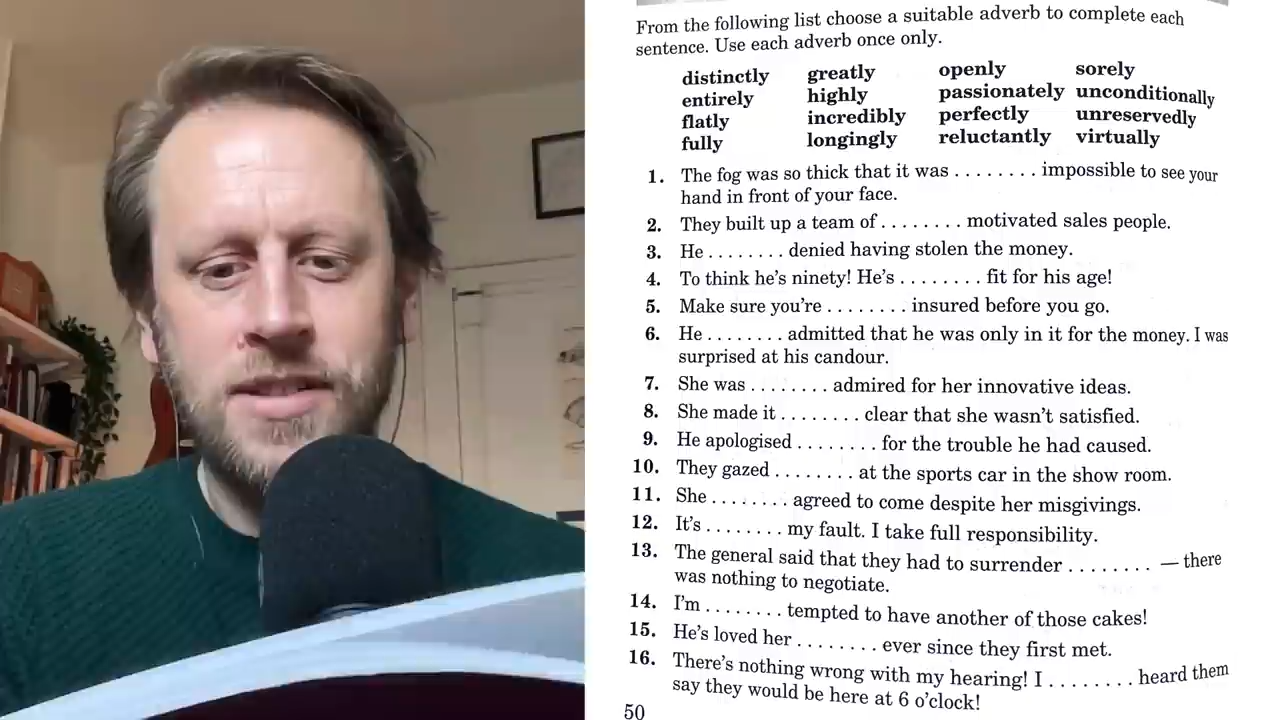 From the following list choose a suitable adverb to complete each
sentence. Use each adverb once only.
distinctly greatly openly sorely
entirely highly passionately unconditionally
flatly incredibly perfectly unreservedly
fully longingly reluctantly virtually
1. The fog was so thick that it was . . . . . . . . impossible to see your
hand in front of your face.
2. They built up a team of . . . . . . . . motivated sales people.
3. He . . . . . . . . denied having stolen the money.
4. To think he's ninety! He's . . . . . . . . fit for his age!
5. Make sure you're . . . . . . . . insured before you go.
6. He . . . . . . . . admitted that he was only in it for the money. I was
surprised at his candour.
7. She was . . . . . . . . admired for her innovative ideas.
8. She made it . . . . . . . . clear that she wasn't satisfied.
9. He apologised . . . . . . . . for the trouble he had caused.
10. They gazed . . . . . . . . at the sports car in the show room.
11. She . . . . . . . . agreed to come despite her misgivings.
12. It's . . . . . . . . my fault. I take full responsibility.
13. The general said that they had to surrender . . . . . . . . — there
was nothing to negotiate.
14. I'm . . . . . . . . tempted to have another of those cakes!
15. He's loved her . . . . . . . . ever since they first met.
16. There's nothing wrong with my hearing! I . . . . . . . . heard them
say they would be here at 6 o'clock!
50